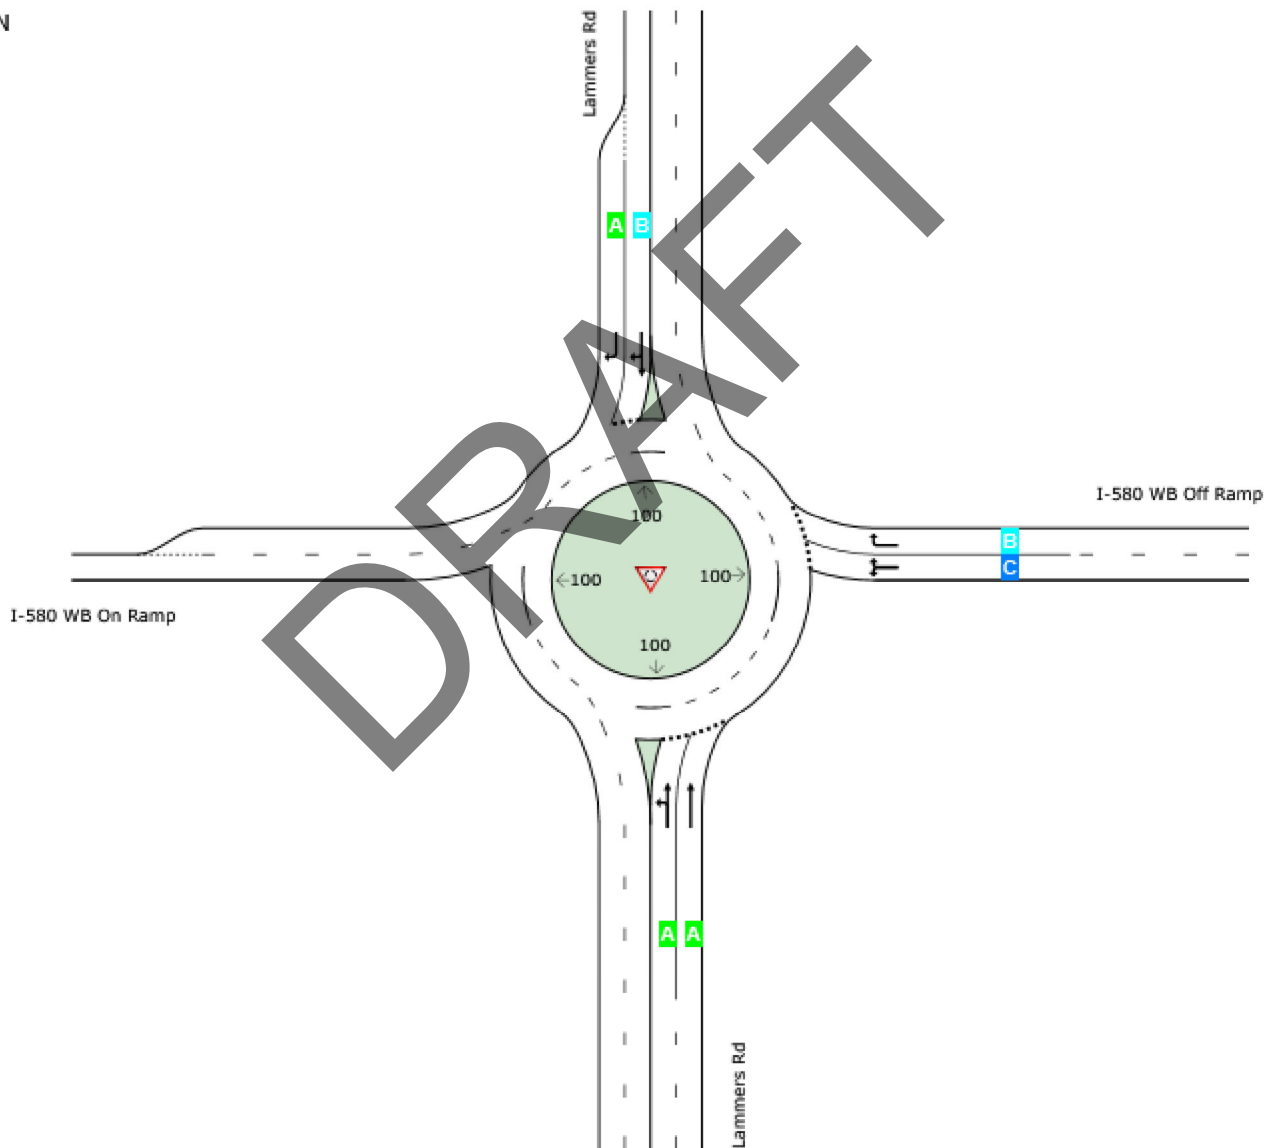 N
Lammers Rd
A B
DRAFT
I-580 WB Off Ramp
100
B
C
100
100
I-580 WB On Ramp
100
A A
Lammers Rd